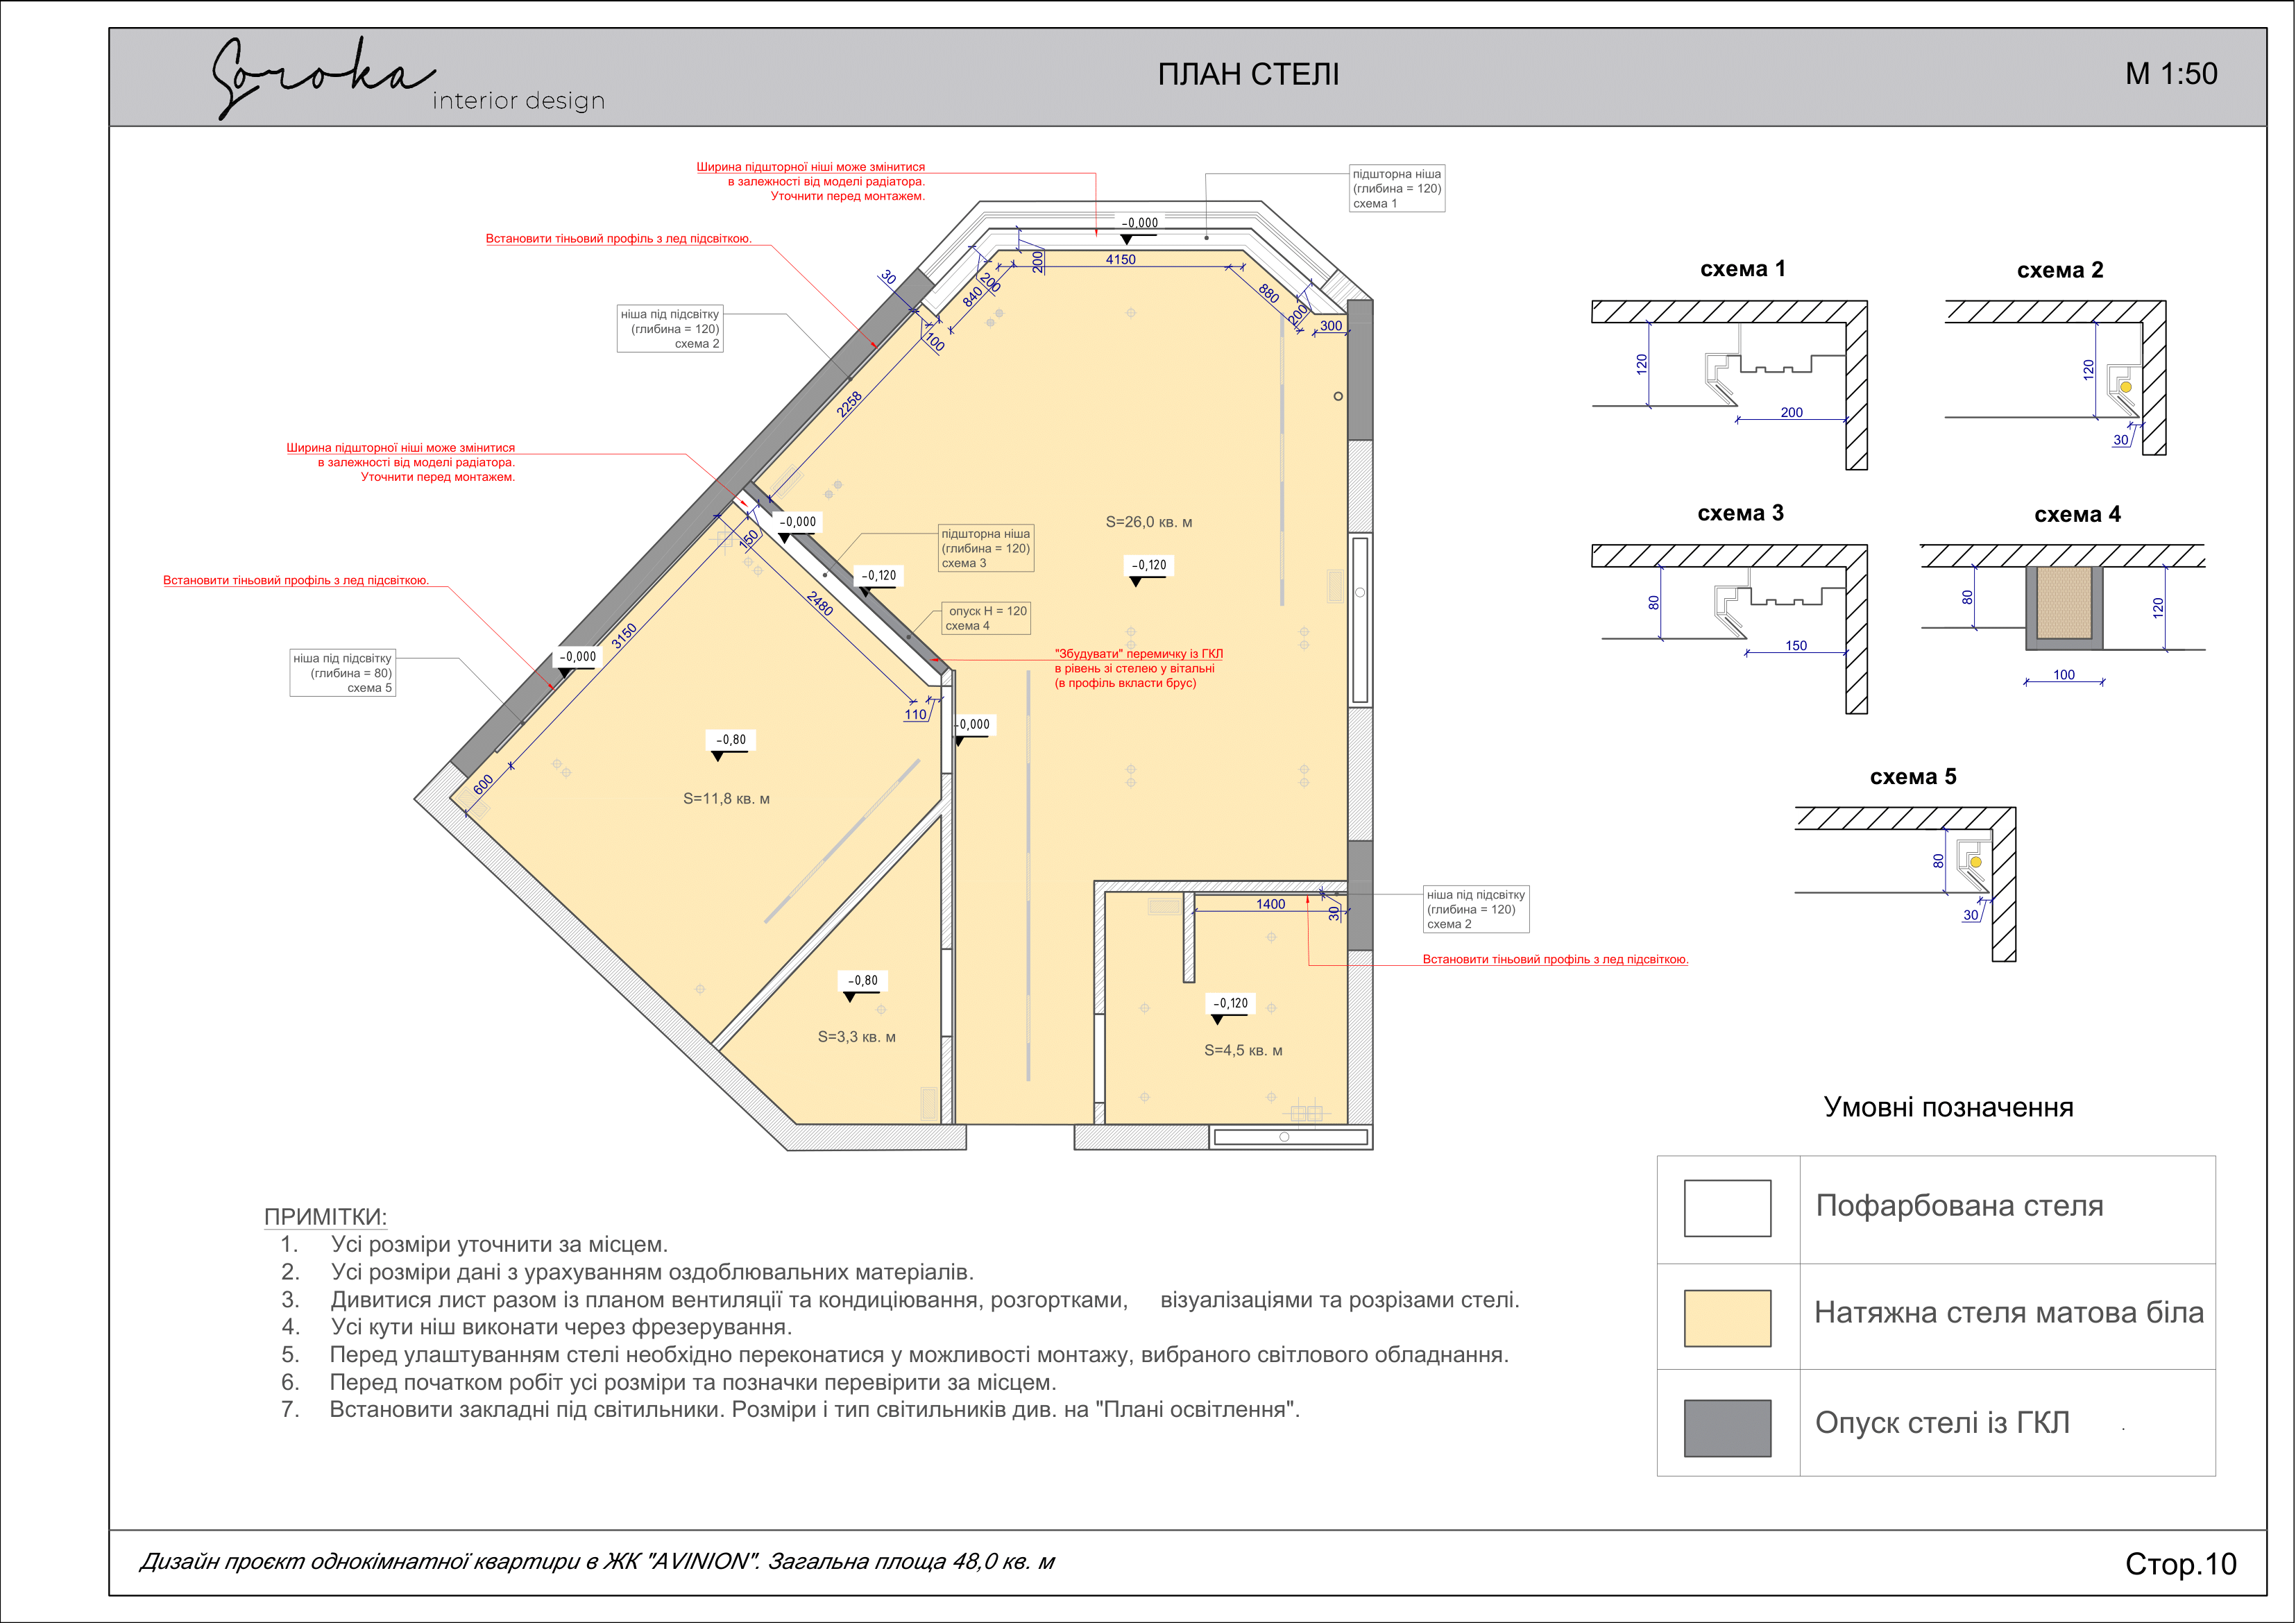 Soroka
interior design
ПЛАН СТЕЛІ
М 1:50
Ширина підшторної ніші може змінитися
в залежності від моделі радіатора.
Уточнити перед монтажем.
підшторна ніша
(глибина = 120)
схема 1
-0,000
Встановити тіньовий профіль з лед підсвіткою.
200
4150
30
200
840
880
200
300
100
ніша під підсвітку
(глибина = 120)
схема 2
2258
Ширина підшторної ніші може змінитися
в залежності від моделі радіатора.
Уточнити перед монтажем.
-0,000
150
підшторна ніша
(глибина = 120)
схема 3
S=26,0 кв. м
-0,120
-0,120
Встановити тіньовий профіль з лед підсвіткою.
2480
опуск Н = 120
схема 4
3150
"Збудувати" перемичку із ГКЛ
в рівень зі стелею у вітальні
(в профіль вкласти брус)
ніша під підсвітку
(глибина = 80)
схема 5
-0,000
110
-0,000
-0,80
600
S=11,8 кв. м
1400
30
ніша під підсвітку
(глибина = 120)
схема 2
Встановити тіньовий профіль з лед підсвіткою.
-0,80
S=3,3 кв. м
-0,120
S=4,5 кв. м
схема 1
120
200
схема 2
120
30
схема 3
80
150
схема 4
80
120
100
схема 5
80
30
Умовні позначення
Пофарбована стеля
Натяжна стеля матова біла
Опуск стелі із ГКЛ .
ПРИМІТКИ:
1. Усі розміри уточнити за місцем.
2. Усі розміри дані з урахуванням оздоблювальних матеріалів.
3. Дивитися лист разом із планом вентиляції та кондиціювання, розгортками, візуалізаціями та розрізами стелі.
4. Усі кути ніш виконати через фрезерування.
5. Перед улаштуванням стелі необхідно переконатися у можливості монтажу, вибраного світлового обладнання.
6. Перед початком робіт усі розміри та позначки перевірити за місцем.
7. Встановити закладні під світильники. Розміри і тип світильників див. на "Плані освітлення".
Дизайн проєкт однокімнатної квартири в ЖК "AVINION". Загальна площа 48,0 кв. м
Стор.10